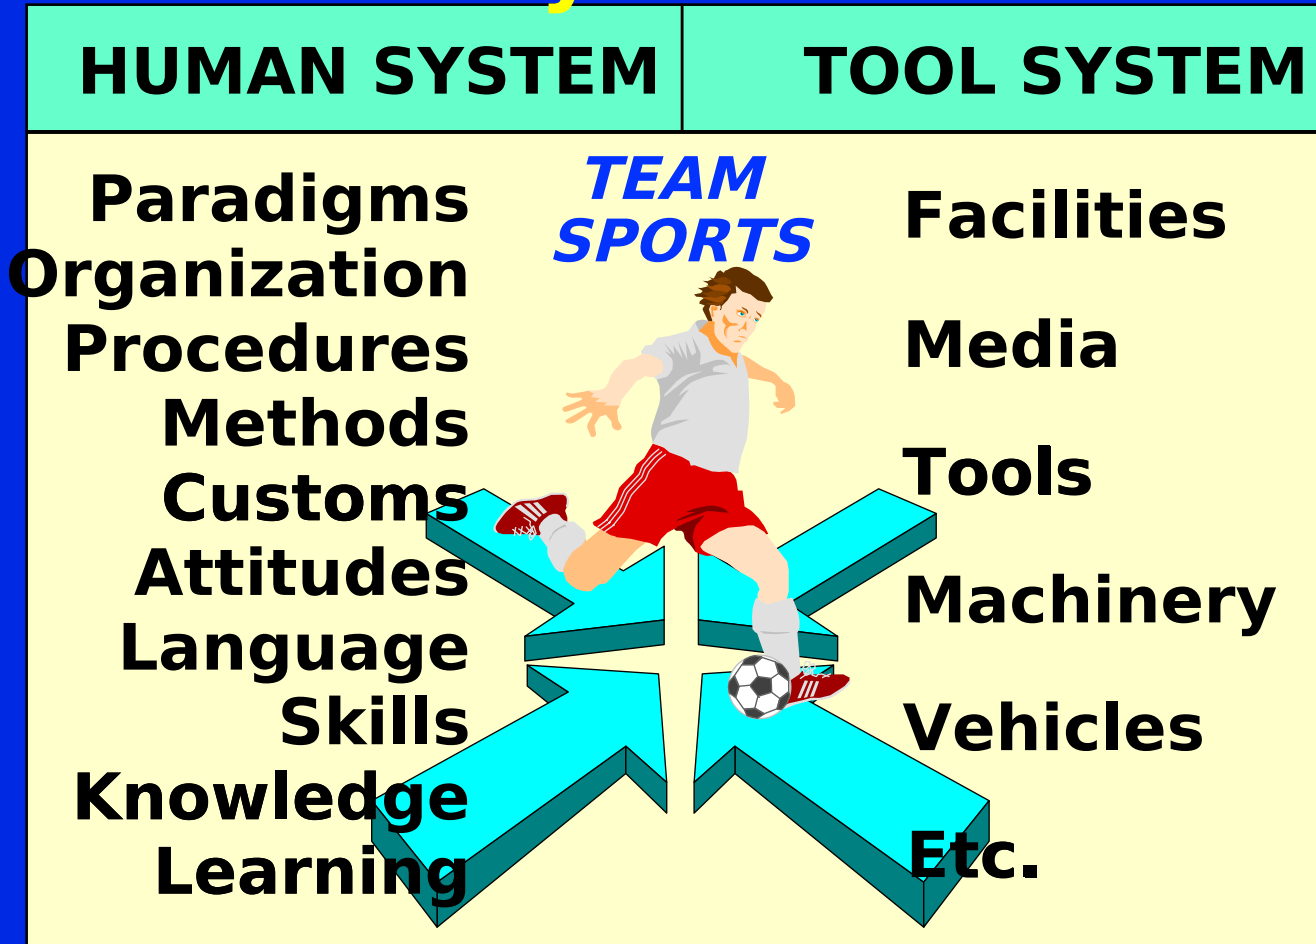 HUMAN SYSTEM
TOOL SYSTEM
TEAM
SPORTS
Paradigms
Organization
Procedures
Methods
Customs
Attitudes
Language
Skills
Knowledge
Learning
Facilities
Media
Tools
Machinery
Vehicles
Etc.